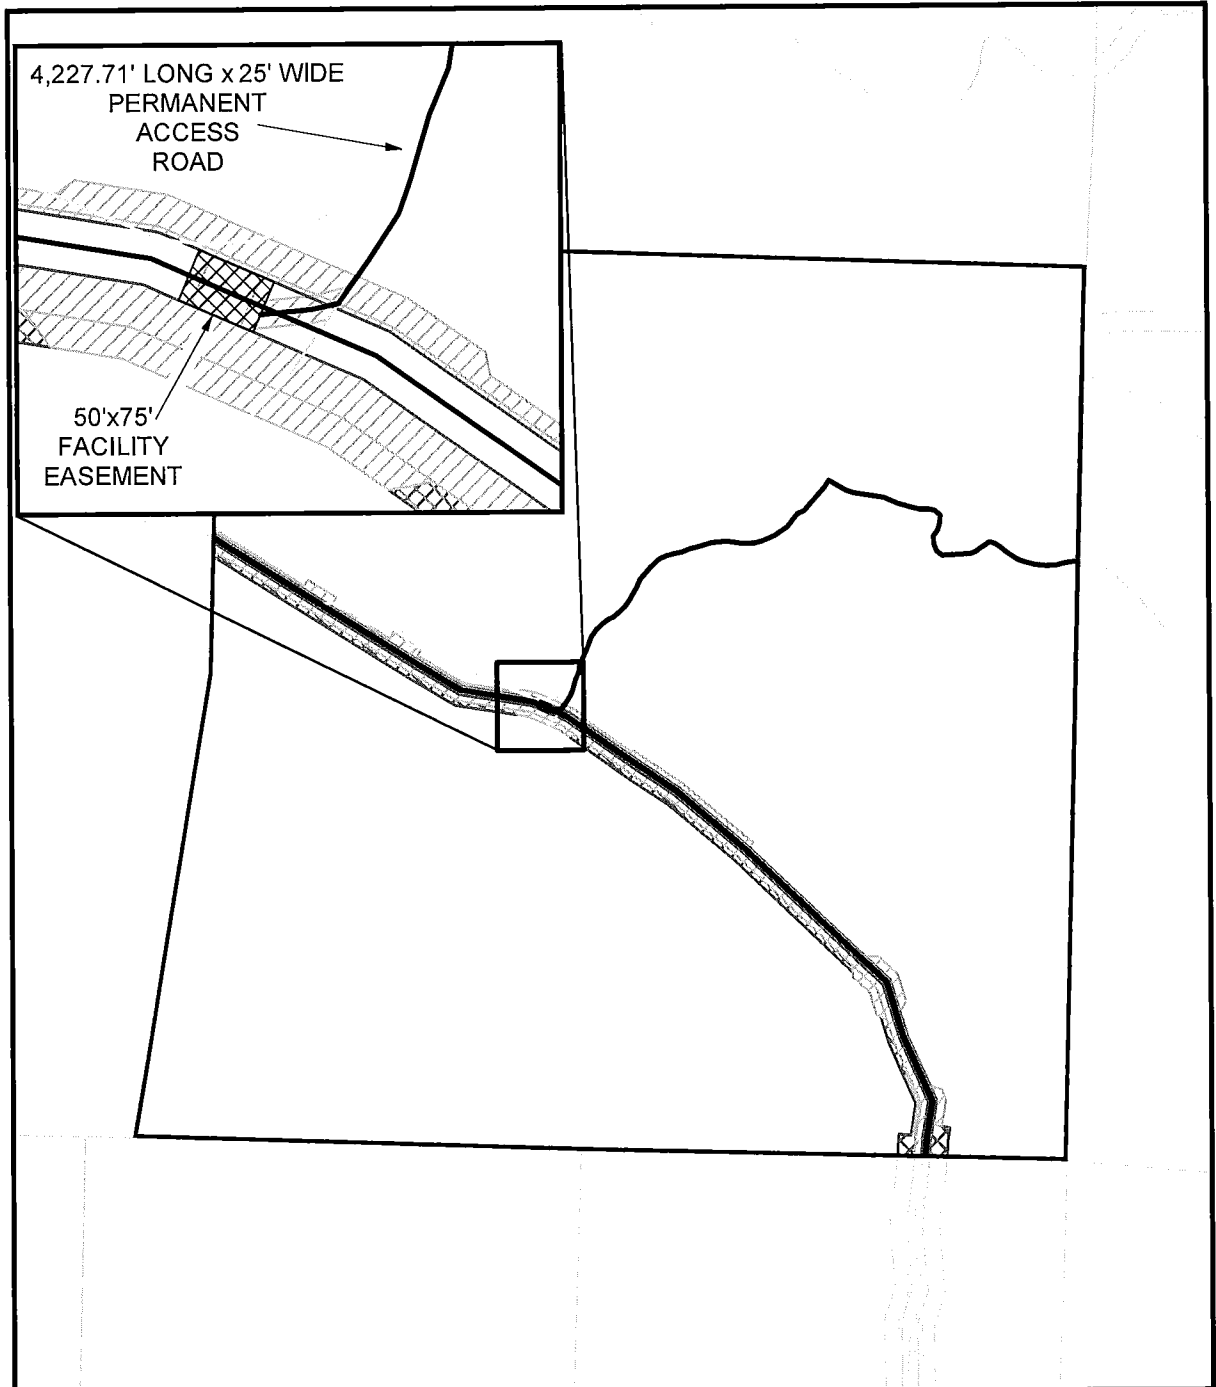 4,227.71' LONG x 25' WIDE
PERMANENT
ACCESS
ROAD
50'x75'
FACILITY
EASEMENT